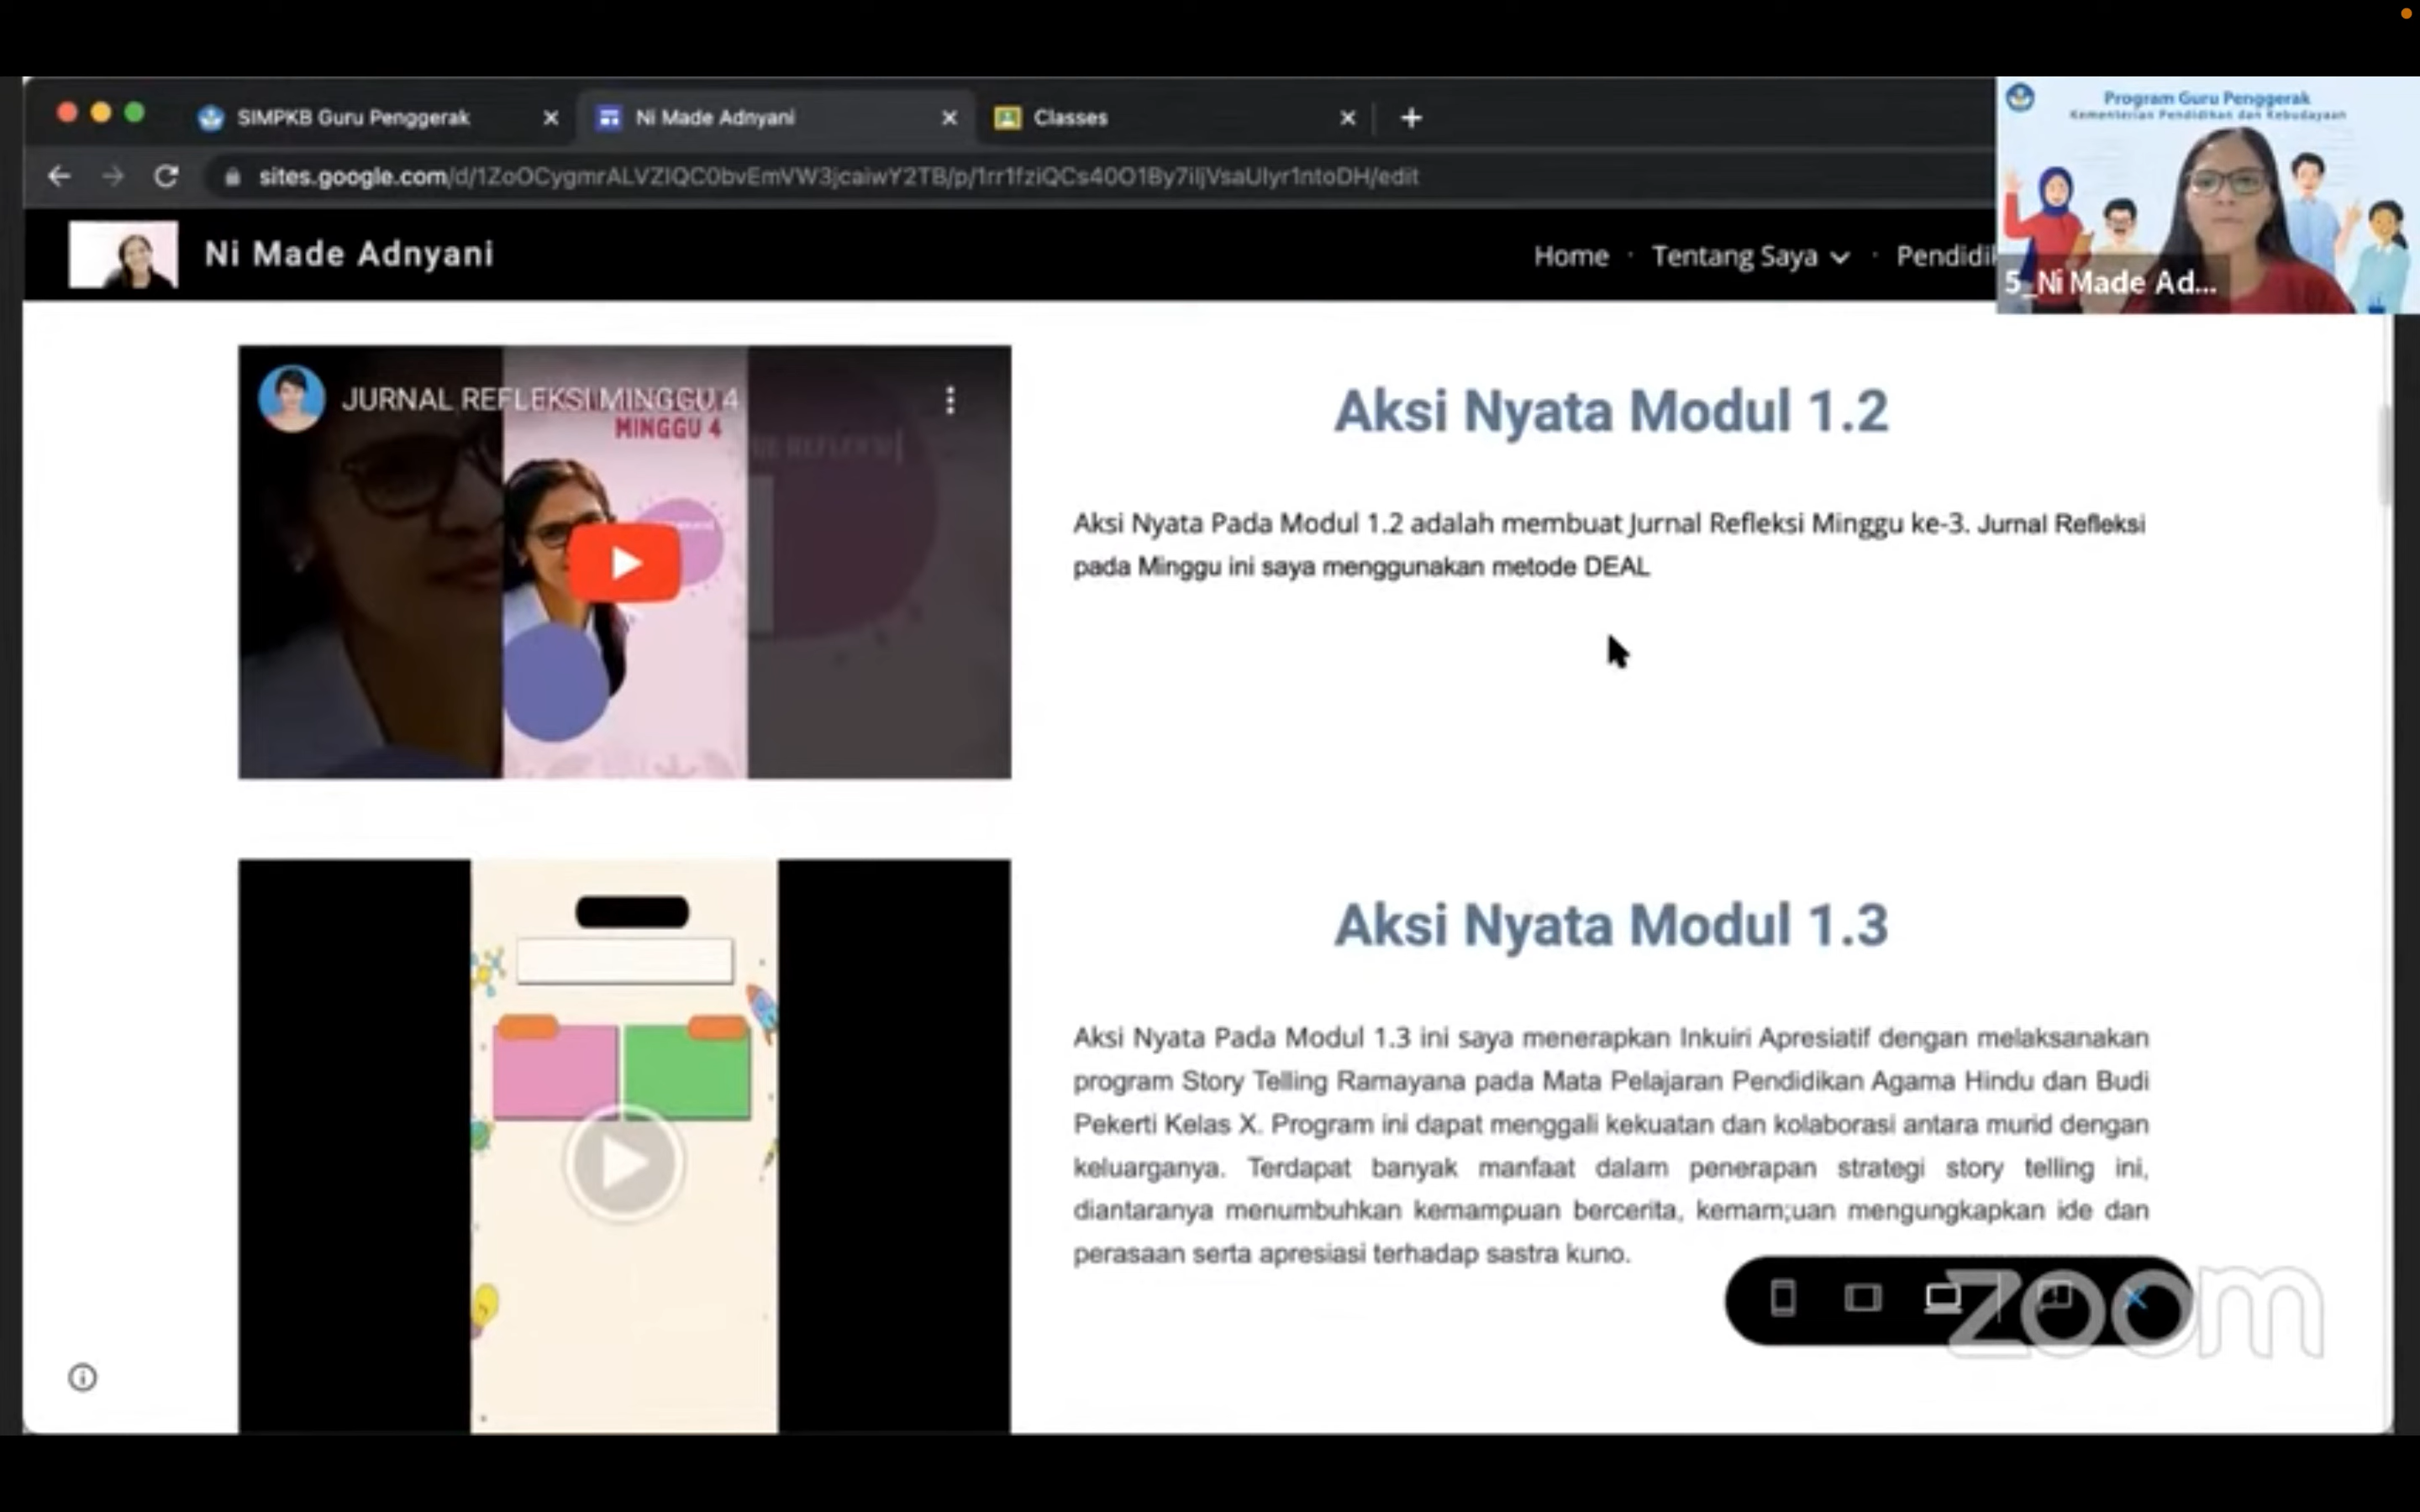 SIMPKB Guru Penggerak
Ni Made Adnyani
Classes
sites.google.com/d/1ZoOCygmrALVZIQC0bvEmVW3jcaiwY2TB/p/1rr1fziQCs40O1By7iljVsaUlyr1ntoDH/edit
Program Guru Penggerak
Kementerian Pendidikan dan Kebudayaan
5_Ni Made Ad...
Ni Made Adnyani
Home
Tentang Saya
Pendidik
JURNAL REFLEKSI MINGGU 4
MINGGU 4
REFLEKSI
Aksi Nyata Modul 1.2
Aksi Nyata Pada Modul 1.2 adalah membuat Jurnal Refleksi Minggu ke-3. Jurnal Refleksi
pada Minggu ini saya menggunakan metode DEAL
Aksi Nyata Modul 1.3
Aksi Nyata Pada Modul 1.3 ini saya menerapkan Inkuiri Apresiatif dengan melaksanakan
program Story Telling Ramayana pada Mata Pelajaran Pendidikan Agama Hindu dan Budi
Pekerti Kelas X. Program ini dapat menggali kekuatan dan kolaborasi antara murid dengan
keluarganya. Terdapat banyak manfaat dalam penerapan strategi story telling ini,
diantaranya menumbuhkan kemampuan bercerita, kemam;uan mengungkapkan ide dan
perasaan serta apresiasi terhadap sastra kuno.
zoom